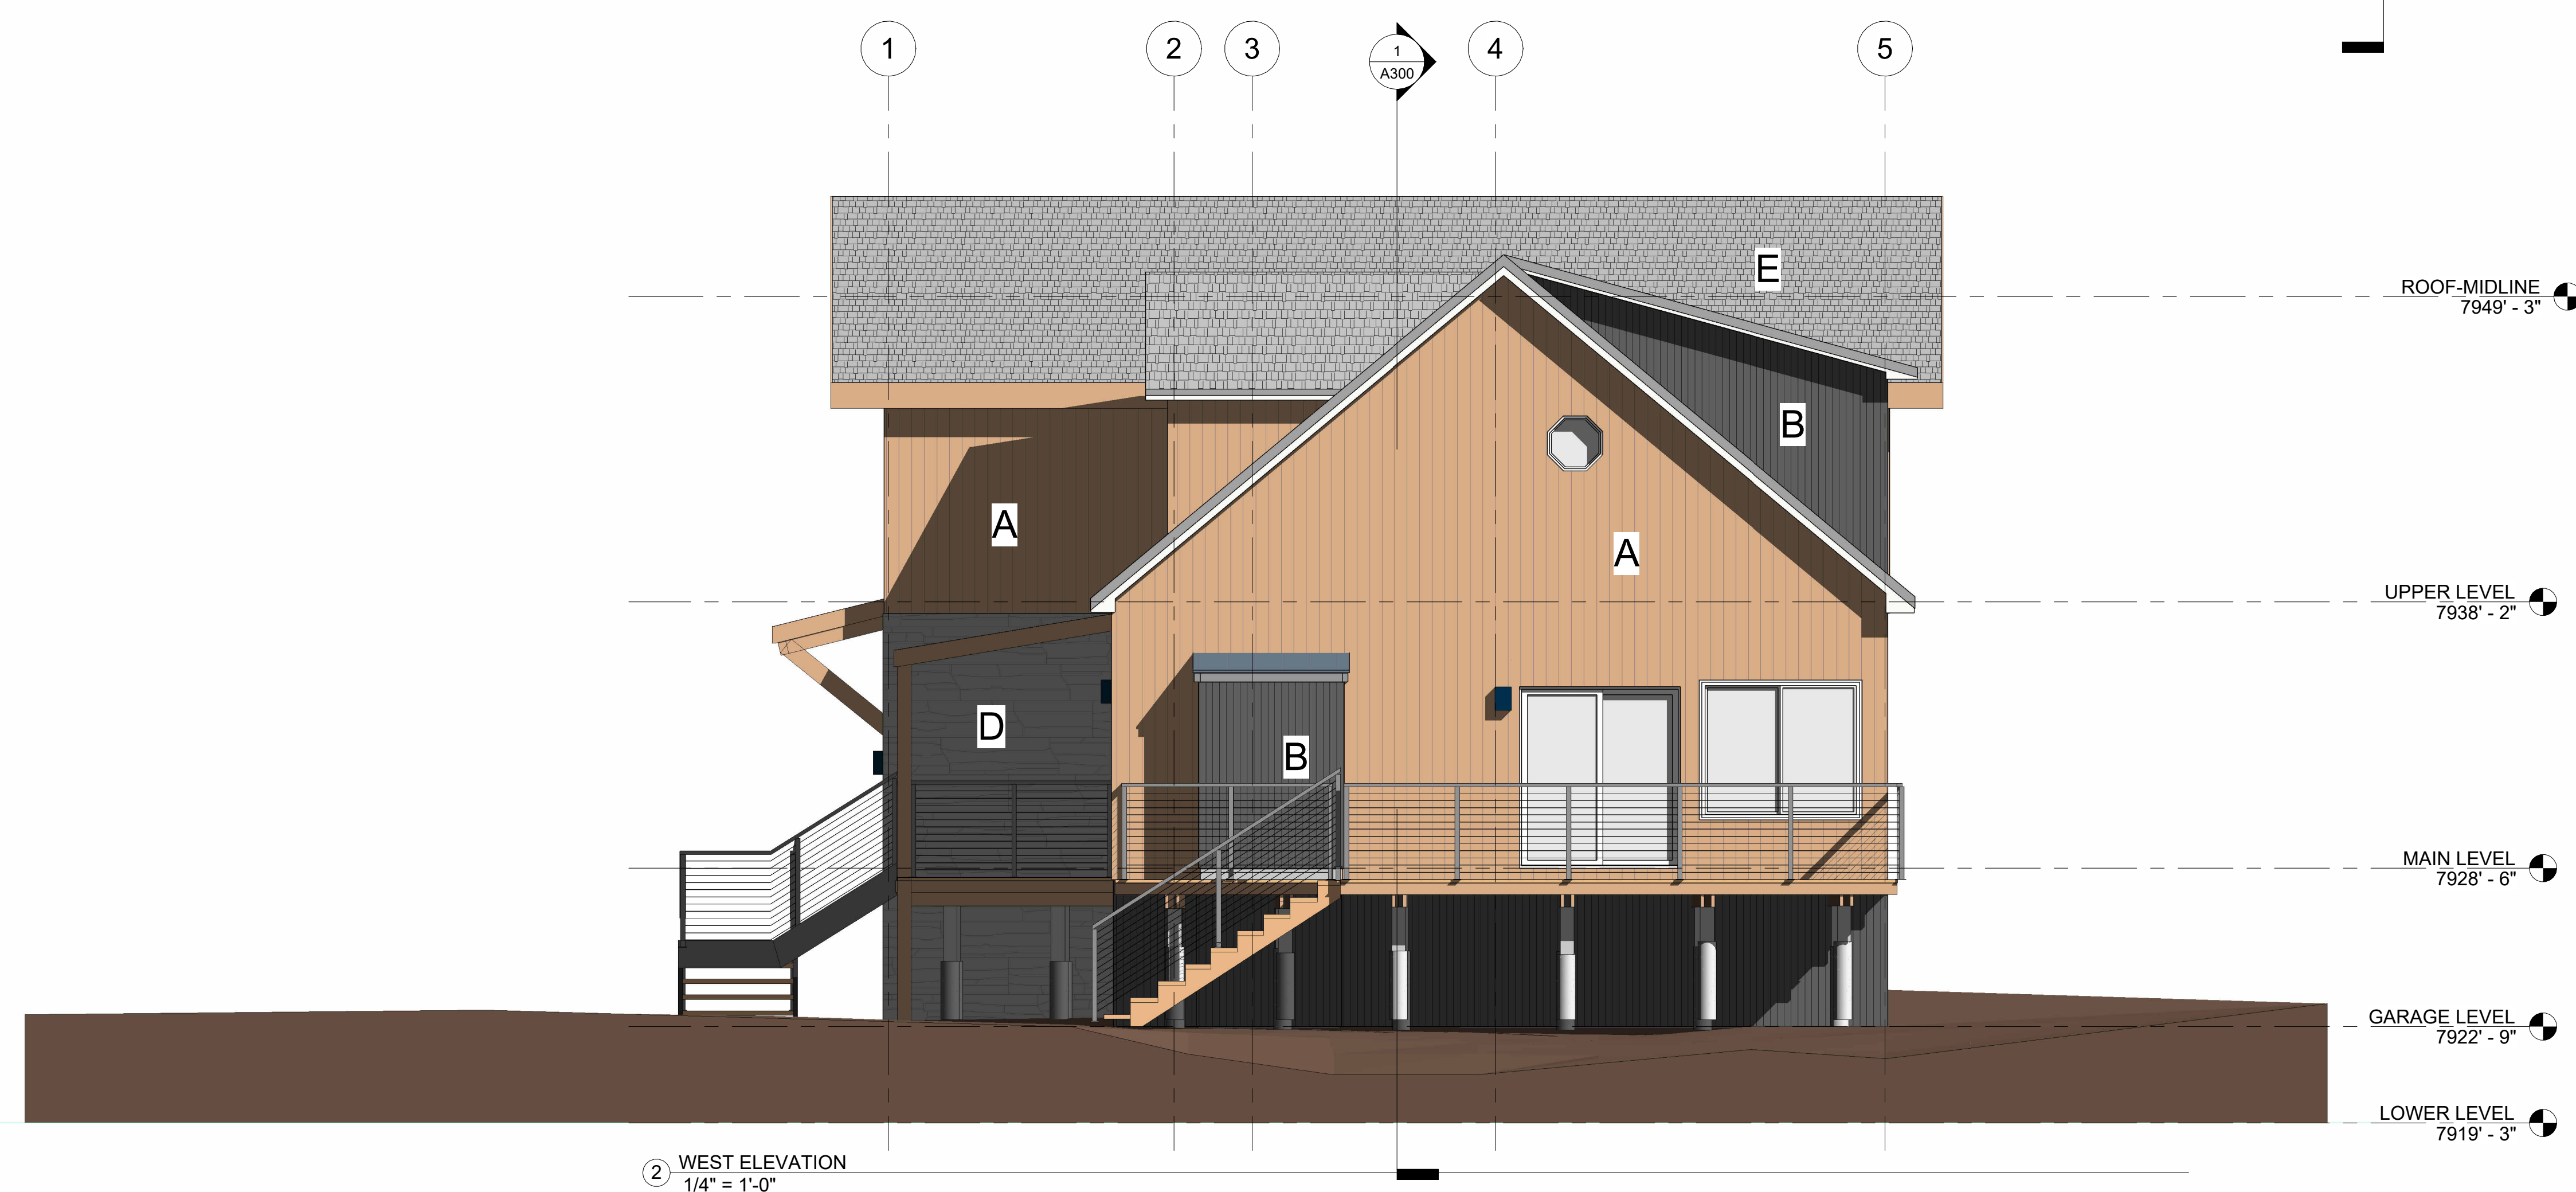 1
2
3
1
A300
4
5
E
ROOF-MIDLINE
7949' - 3"
B
A
A
UPPER LEVEL
7938' - 2"
D
B
MAIN LEVEL
7928' - 6"
GARAGE LEVEL
7922' - 9"
LOWER LEVEL
7919' - 3"
2
WEST ELEVATION
1/4" = 1'-0"